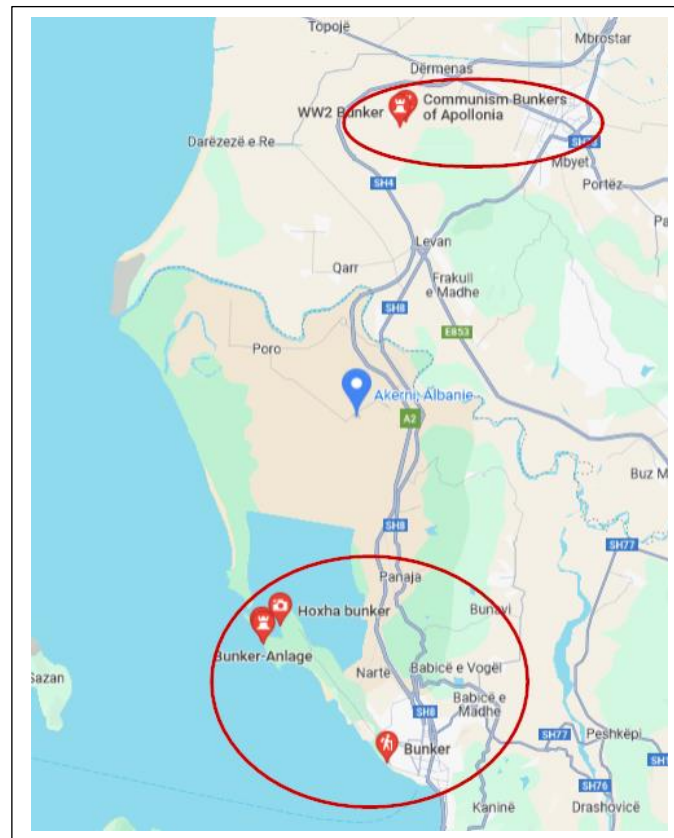 Topojë
Mbrostar
Dërmenas
WW2 Bunker
Communism Bunkers
of Apollonia
Darëzezë e Re
Mbyet
SH4
Portëz
Levan
Qarr
Frakull
e Madhe
SH8
E853
Poro
Akerni, Albanie
A2
Buz M
SH8
SH77
Panaja
Hoxha bunker
Bunavi
Bunker-Anlage
Sazan
Nartë
Babicë e Vogël
Babicë e
Madhe
SH8
SH77
Peshkëpi
Bunker
SH76
Kaninë
Drashovicë